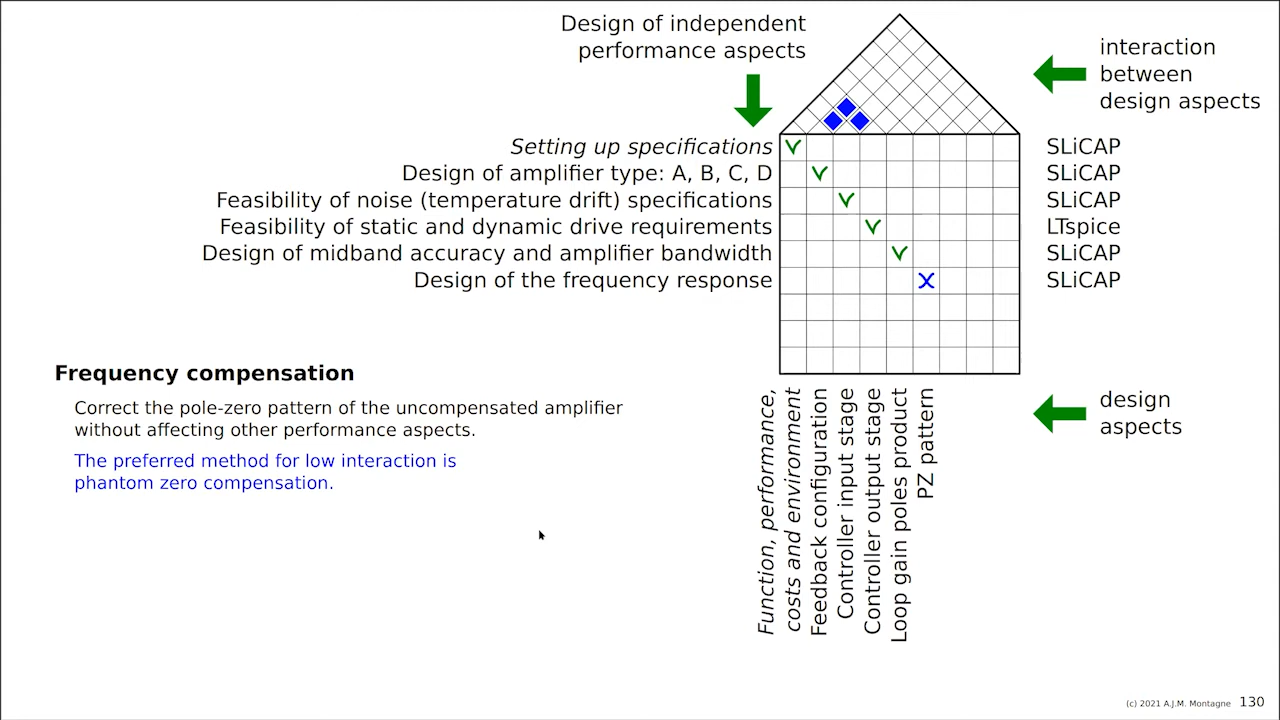 Design of independent
performance aspects
interaction
between
design aspects
Setting up specifications
SLiCAP
Design of amplifier type: A, B, C, D
SLiCAP
Feasibility of noise (temperature drift) specifications
SLiCAP
Feasibility of static and dynamic drive requirements
LTspice
Design of midband accuracy and amplifier bandwidth
SLiCAP
Design of the frequency response
SLiCAP
Frequency compensation
Correct the pole-zero pattern of the uncompensated amplifier
without affecting other performance aspects.
The preferred method for low interaction is
phantom zero compensation.
Function, performance,
costs and environment
Feedback configuration
Controller input stage
Controller output stage
Loop gain poles product
PZ pattern
design
aspects
(c) 2021 A.J.M. Montagne 130